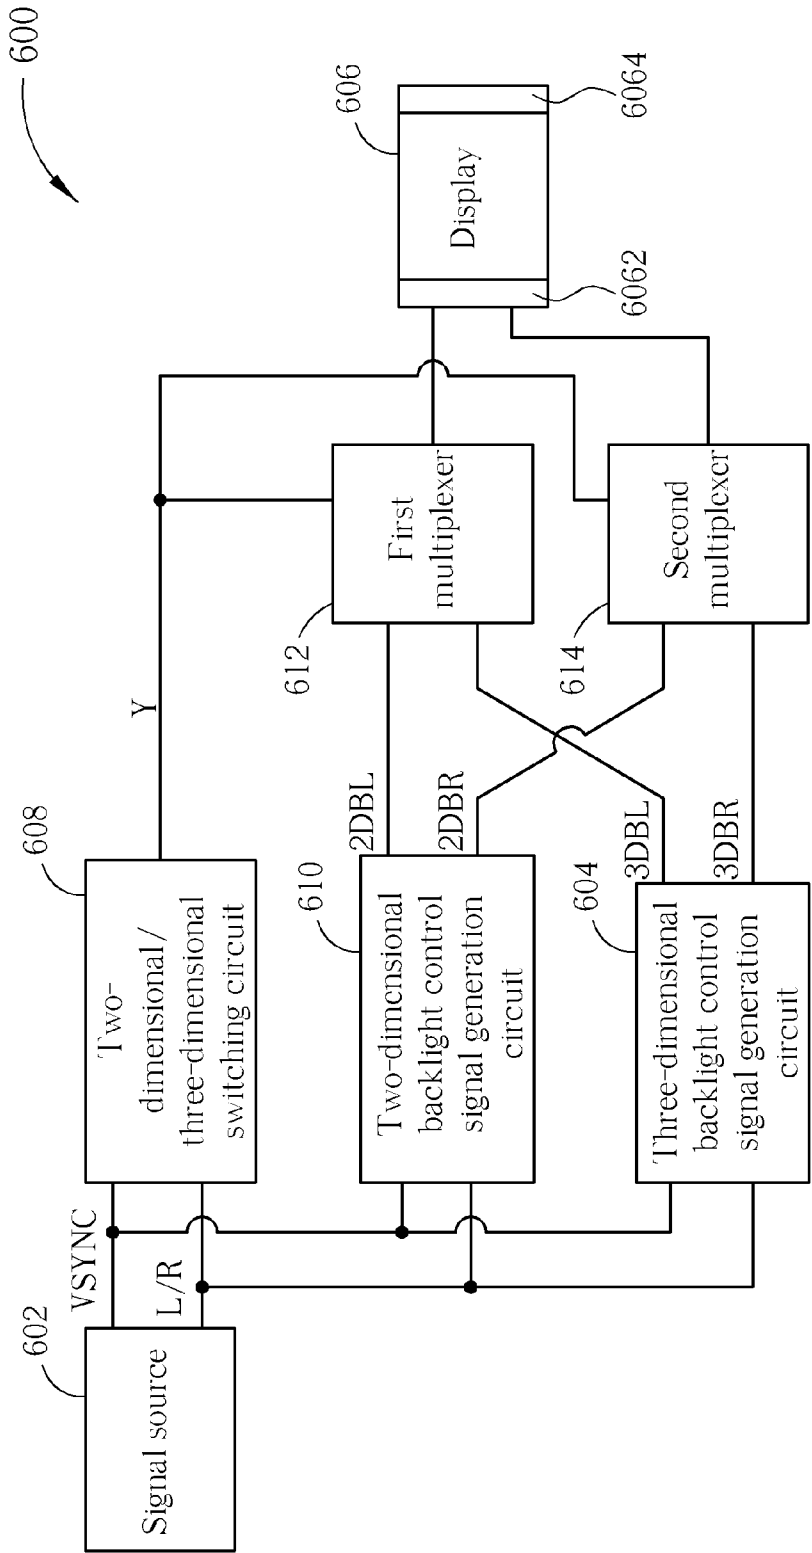 600
602
Signal source
VSYNC
L/R
608
Two-
dimensional/
three-dimensional
switching circuit
Y
610
Two-dimensional
backlight control
signal generation
circuit
2DBL
2DBR
604
Three-dimensional
backlight control
signal generation
circuit
3DBL
3DBR
612
First
multiplexer
614
Second
multiplexer
606
Display
6062
6064